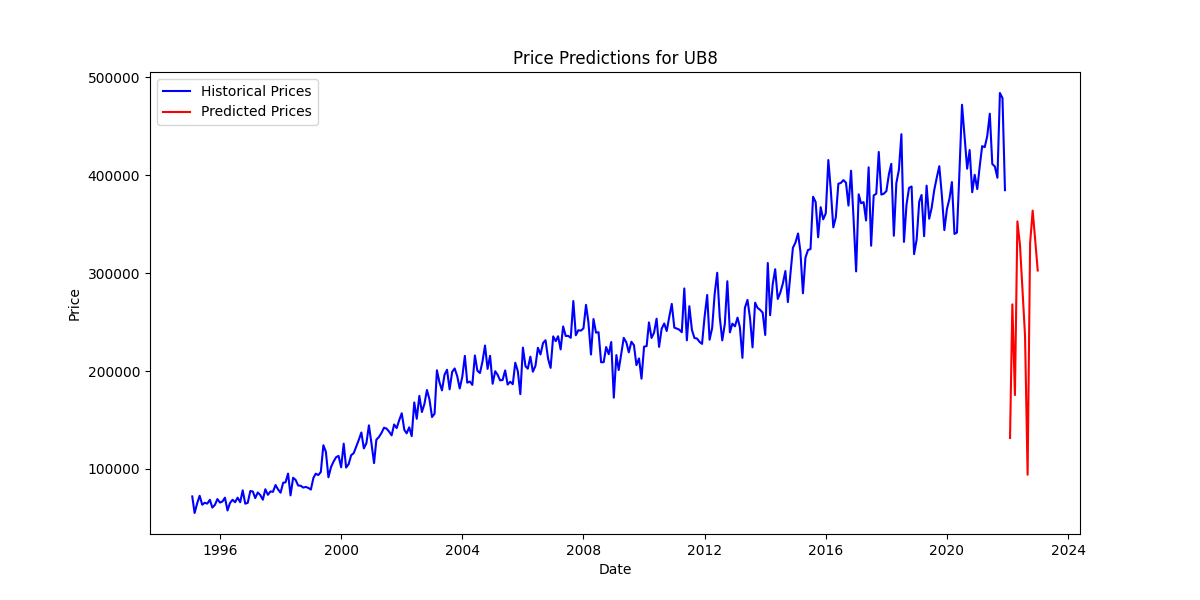 Price Predictions for UB8
Historical Prices
Predicted Prices
500000
400000
300000
200000
100000
Price
1996
2000
2004
2008
2012
2016
2020
2024
Date